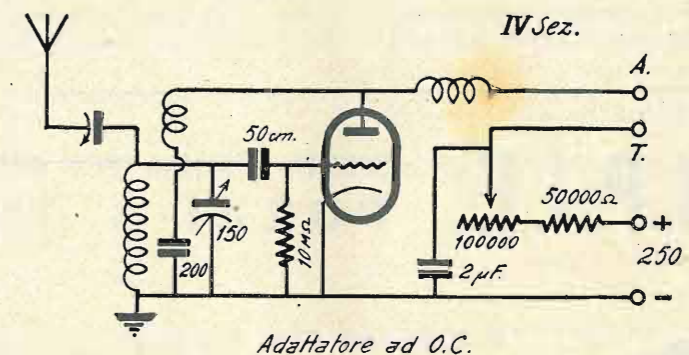 IV Sez.
A.
T.
50 cm.
50000Ω
100000
+
250
150
200
10 MΩ
2 µF.
-
Adattatore ad O.C.